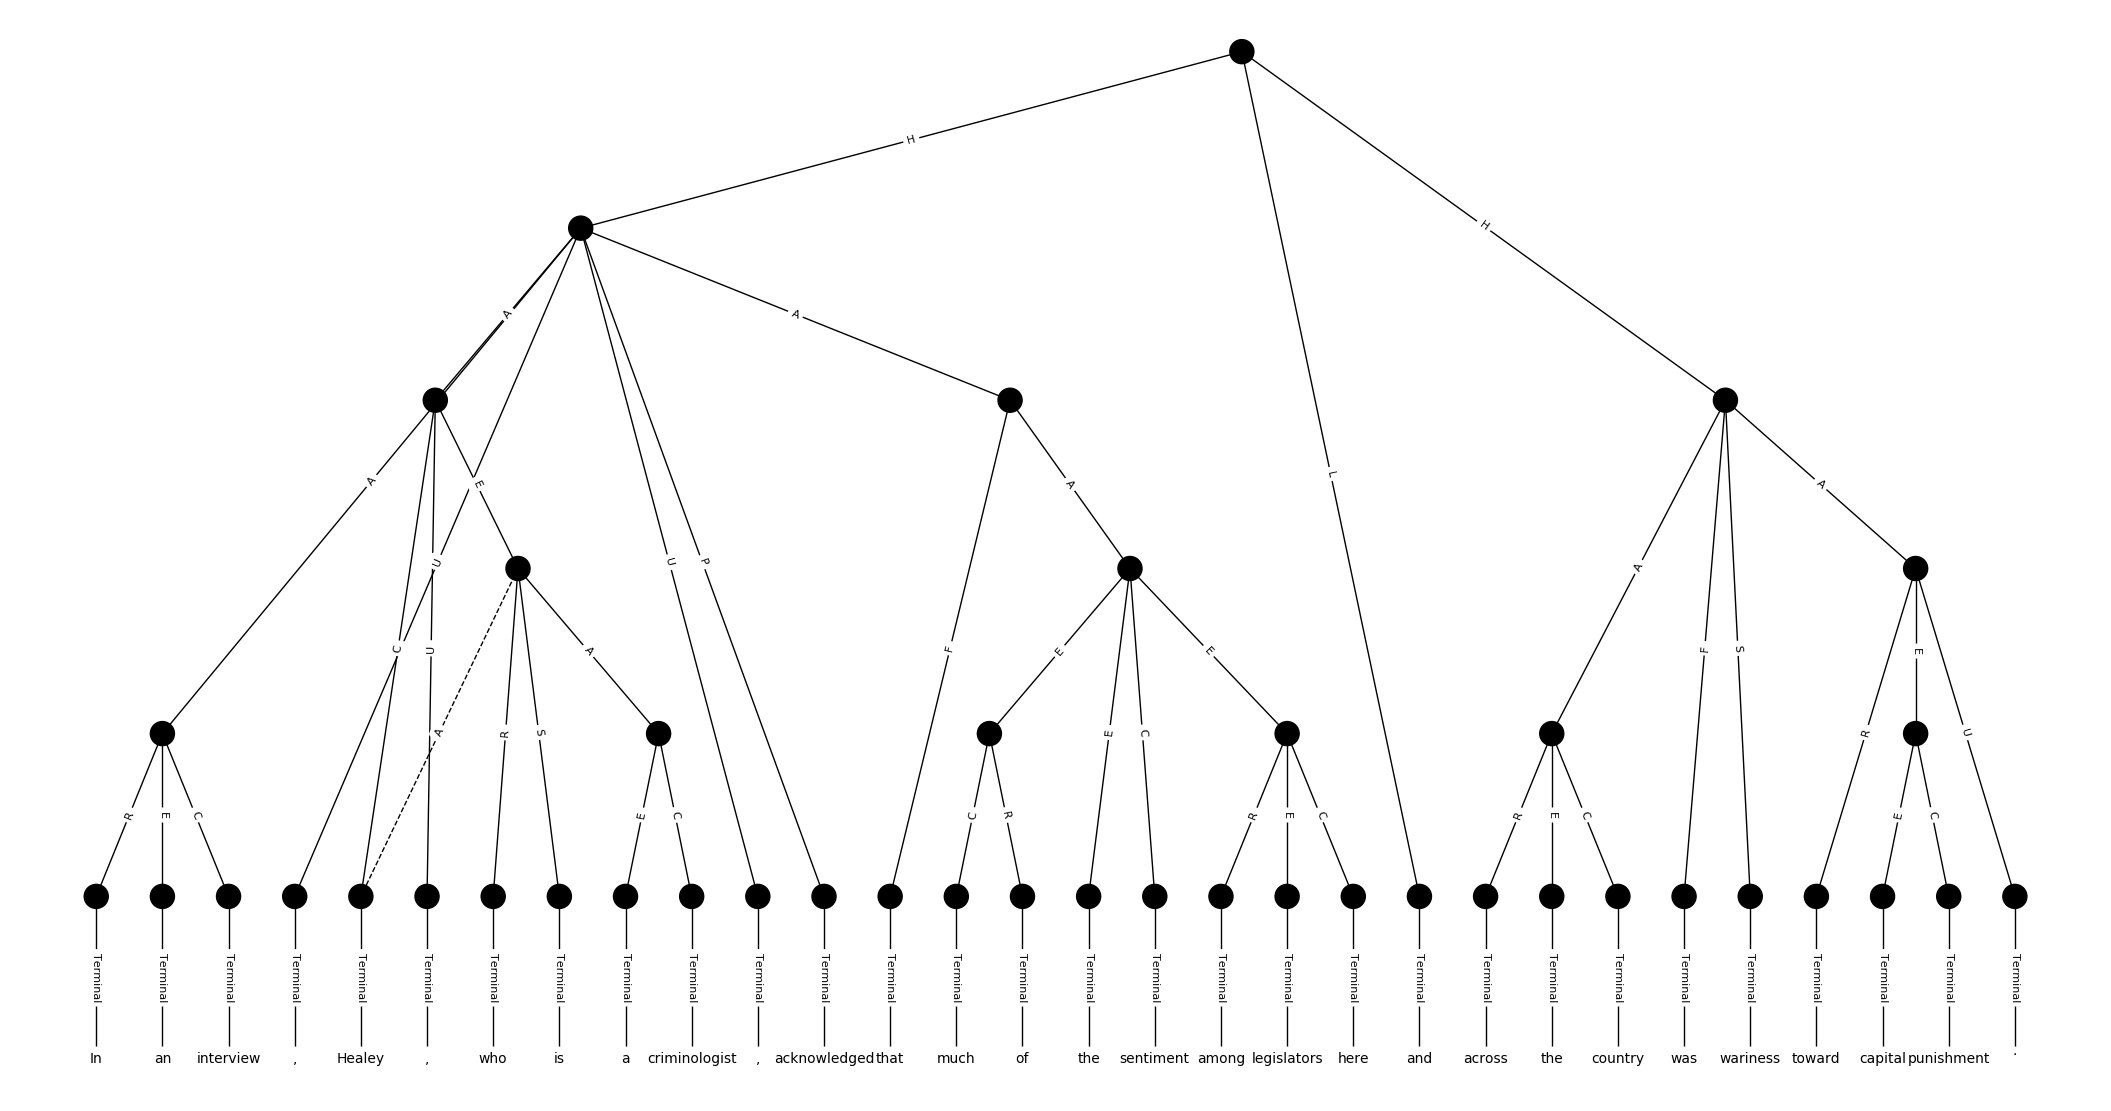 H
H
A
A
L
A
E
A
A
U
U
P
A
C
U
F
E
E
F
S
E
A
A
R
S
E
C
R
U
R
E
C
E
C
C
R
R
E
C
R
E
C
E
C
Terminal Terminal Terminal Terminal Terminal Terminal Terminal Terminal Terminal Terminal Terminal Terminal Terminal Terminal Terminal Terminal Terminal Terminal Terminal Terminal Terminal Terminal Terminal Terminal Terminal Terminal Terminal Terminal Terminal Terminal
In an interview , Healey , who is a criminologist , acknowledged that much of the sentiment among legislators here and across the country was wariness toward capital punishment .